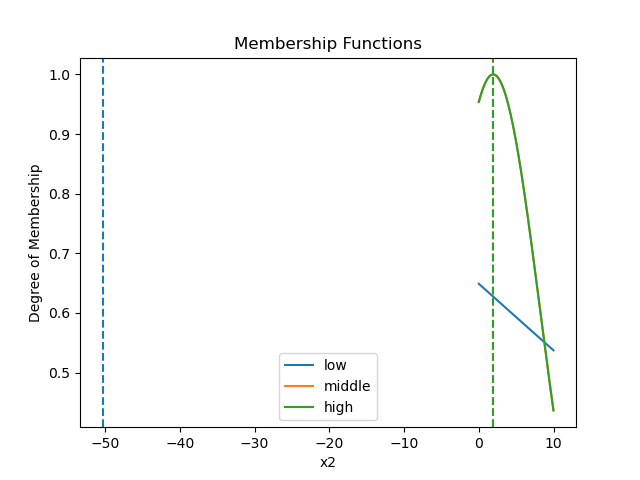 Membership Functions
Degree of Membership
1.0
0.9
0.8
0.7
0.6
0.5
low
middle
high
−50
−40
−30
−20
−10
0
10
x2